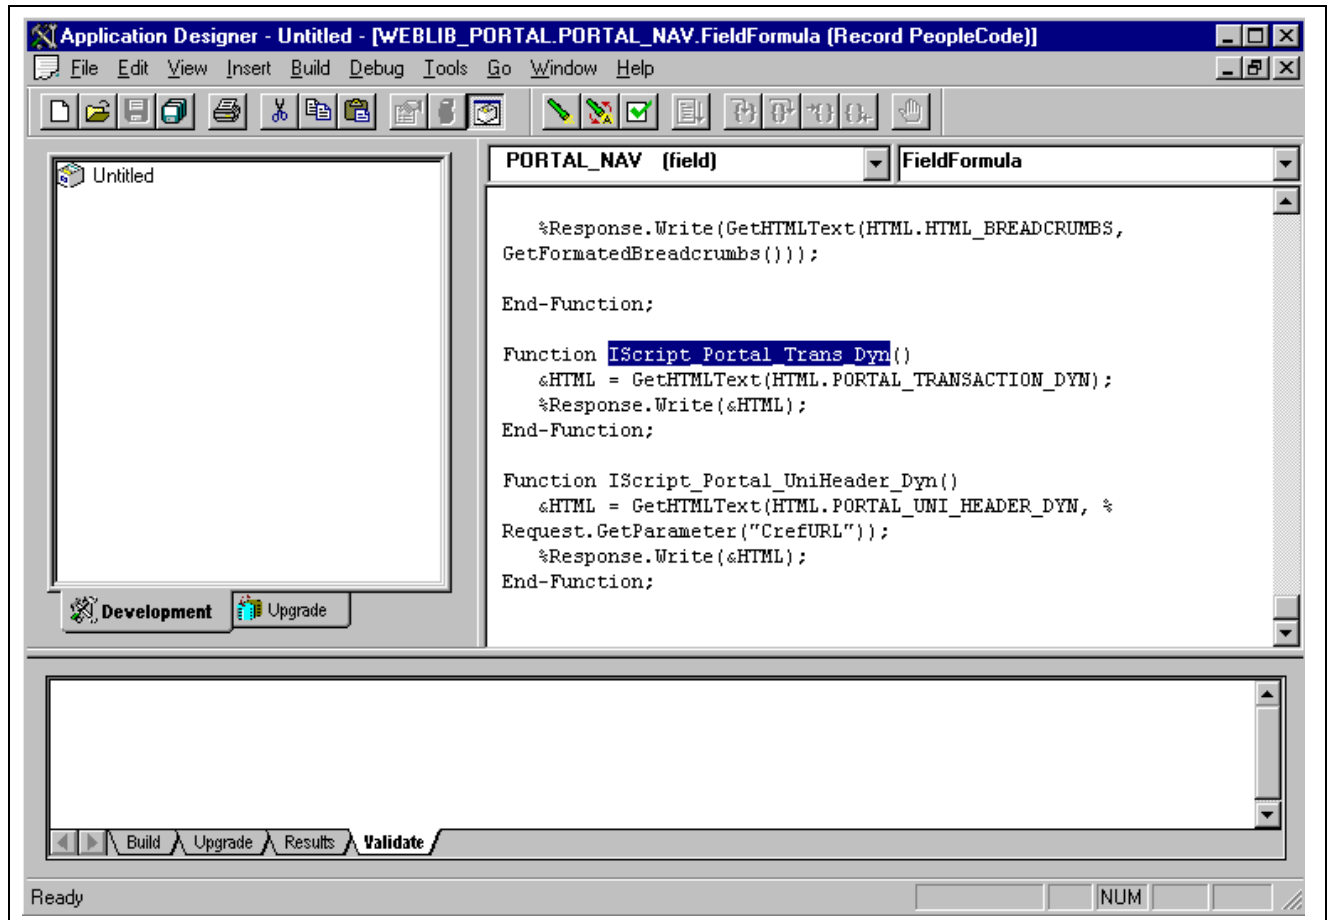 Application Designer - Untitled - [WEBLIB_PORTAL.PORTAL_NAV.FieldFormula (Record PeopleCode)]
File Edit View Insert Build Debug Tools Go Window Help
Untitled
PORTAL_NAV (field)
FieldFormula
%Response.Write(GetHTMLText(HTML.HTML_BREADCRUMBS,
GetFormatedBreadcrumbs()));
End-Function;
Function IScript_Portal_Trans_Dyn()
&HTML = GetHTMLText(HTML.PORTAL_TRANSACTION_DYN);
%Response.Write(&HTML);
End-Function;
Function IScript_Portal_UniHeader_Dyn()
&HTML = GetHTMLText(HTML.PORTAL_UNI_HEADER_DYN, %
Request.GetParameter("CrefURL"));
%Response.Write(&HTML);
End-Function;
Development Upgrade
Build Upgrade Results Validate
Ready NUM